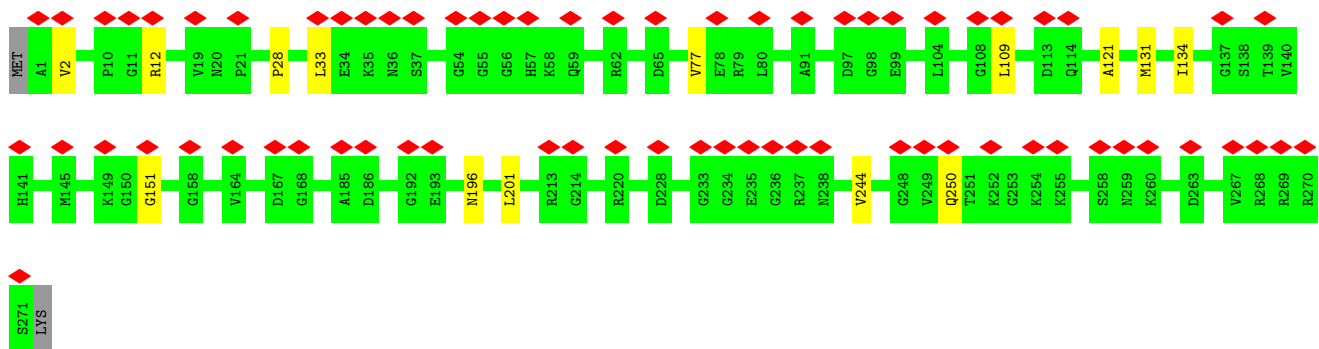 MET A1 V2 P10 G11 R12 V19 N20 P21 P28 L33 E34 K35 N36 S37 G54 G55 G56 H57 K58 Q59 R62 D65 V77 E78 R79 L80 A91 D97 G98 E99 L104 G108 L109 D113 Q114 A121 M131 I134 G137 S138 T139 V140
H141 M145 K149 G150 G151 G158 V164 D167 G168 A185 D186 G192 E193 N196 L201 R213 G214 R220 D228 G233 G234 E235 G236 R237 N238 V244 G248 V249 Q250 T251 K252 G253 K254 K255 S258 N259 K260 D263 V267 R268 R269 R270
S271 LYS